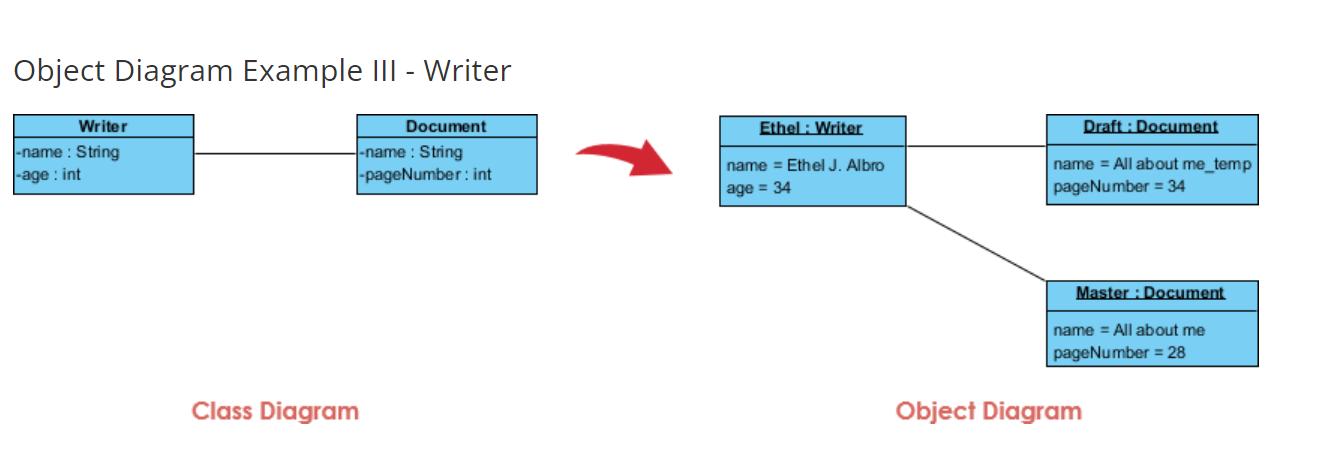 Object Diagram Example III - Writer
Writer
-name : String
-age : int
Document
-name : String
-pageNumber : int
Ethel : Writer
name = Ethel J. Albro
age = 34
Draft : Document
name = All about me_temp
pageNumber = 34
Master : Document
name = All about me
pageNumber = 28
Class Diagram
Object Diagram